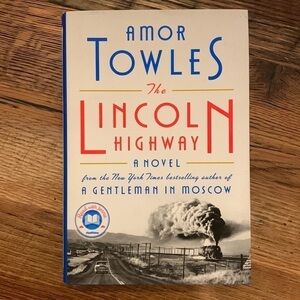 AMOR
TOWLES
The
LINCOLN
HIGHWAY
A NOVEL
from the New York Times bestselling author of
A GENTLEMAN IN MOSCOW